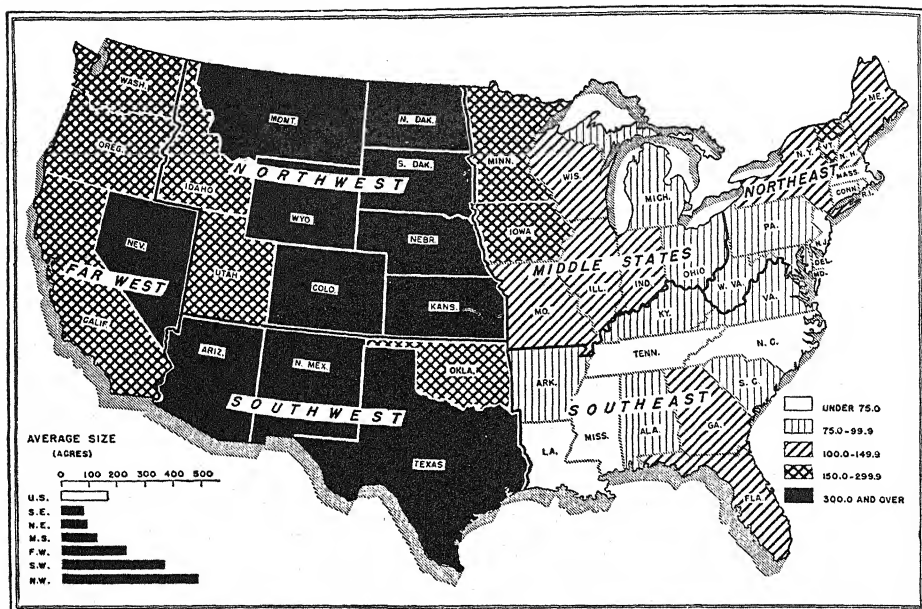 WASH.
MONT.
N. DAK.
MINN.
ME.
OREG.
IDAHO
NORTHWEST
S. DAK.
WIS.
MICH.
N.Y.
VT.
N.H.
MASS.
CONN.
R.I.
NORTHEAST
WYO.
NEV.
UTAH
NEBR.
IOWA
PA.
N.J.
FAR WEST
CALIF.
COLO.
KANS.
MIDDLE STATES
ILL.
IND.
OHIO
W. VA.
DEL.
MD.
MO.
KY.
VA.
ARIZ.
N. MEX.
OKLA.
ARK.
TENN.
N. C.
SOUTHWEST
SOUTHEAST
S. C.
TEXAS
LA.
MISS.
ALA.
GA.
FLA.
UNDER 75.0
75.0-99.9
100.0-149.9
150.0-299.9
300.0 AND OVER
AVERAGE SIZE
(ACRES)
0 100 200 300 400 500
U.S.
S.E.
N.E.
M.S.
F.W.
S.W.
N.W.